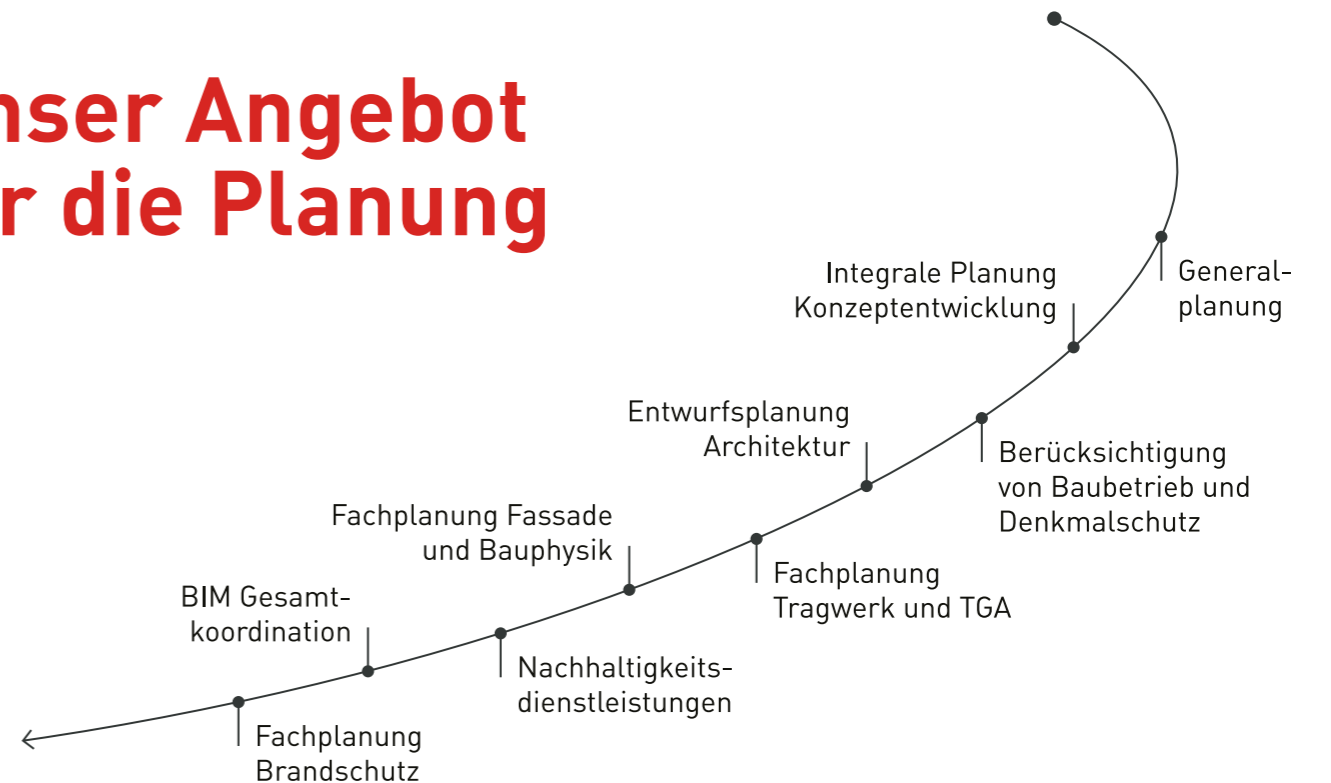 nser Angebot
r die Planung
Integrale Planung
Konzeptentwicklung
General-
planung
Entwurfsplanung
Architektur
Berücksichtigung
von Baubetrieb und
Denkmalschutz
Fachplanung Fassade
und Bauphysik
Fachplanung
Tragwerk und TGA
BIM Gesamt-
koordination
Nachhaltigkeits-
dienstleistungen
Fachplanung
Brandschutz